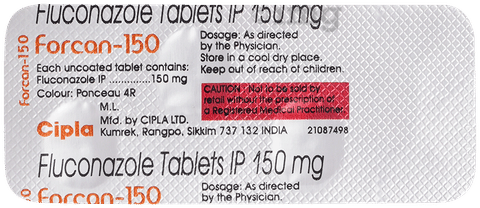 Fluconazole Tablets IP 150 mg
Forcan-150
Forcan-150
Each uncoated tablet contains:
Fluconazole IP ..............150 mg
Colour: Ponceau 4R
M.L.
Mfd. by CIPLA LTD.
Cipla
Kumrek, Rangpo, Sikkim 737 132 INDIA
Dosage: As directed
by the Physician.
Store in a cool dry place.
Keep out of reach of children.
CAUTION : Not to be sold by
retail without the prescription of
a Registered Medical Practitioner.
21087498
Fluconazole Tablets IP 150 mg
Forcan-150
Forcan-150
Dosage: As directed
by the Physician.